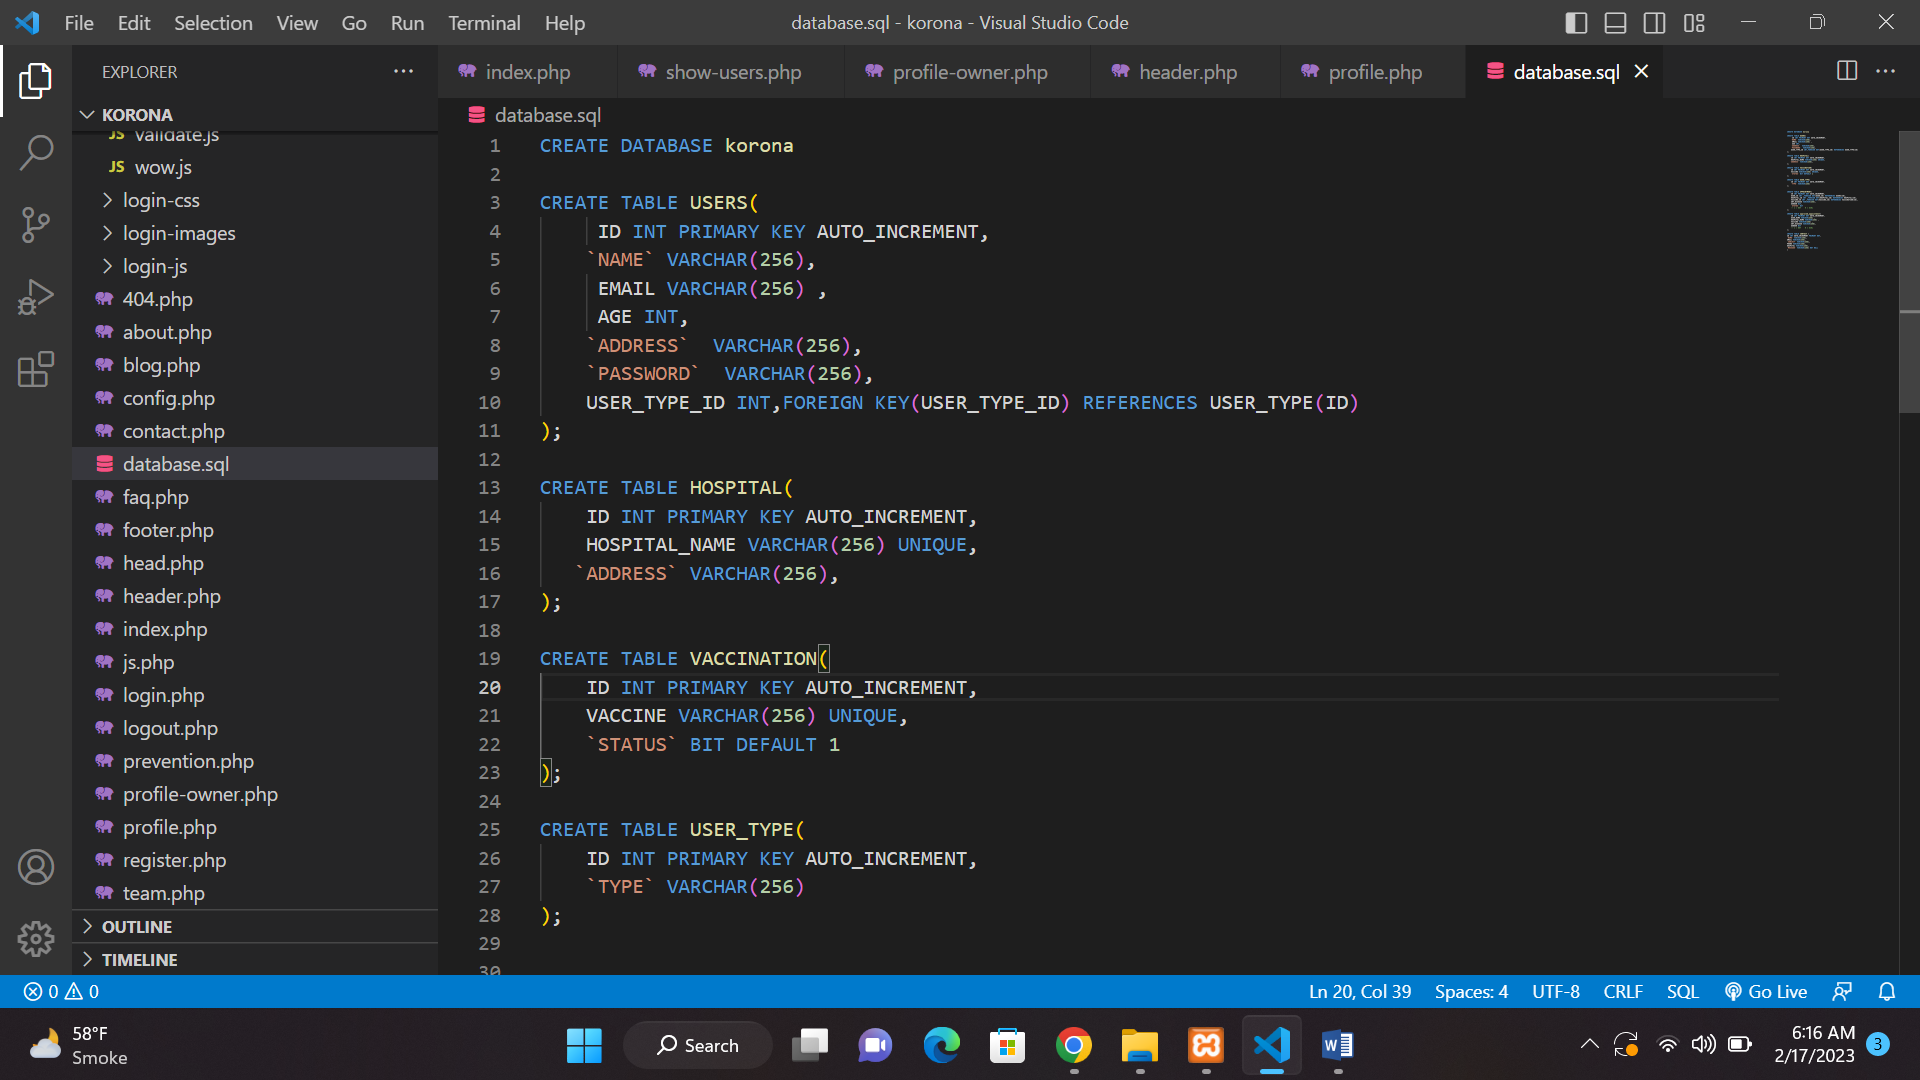 File Edit Selection View Go Run Terminal Help
database.sql - korona - Visual Studio Code
EXPLORER
index.php
show-users.php
profile-owner.php
header.php
profile.php
database.sql
KORONA
JS validate.js
JS wow.js
login-css
login-images
login-js
404.php
about.php
blog.php
config.php
contact.php
database.sql
faq.php
footer.php
head.php
header.php
index.php
js.php
login.php
logout.php
prevention.php
profile-owner.php
profile.php
register.php
team.php
OUTLINE
TIMELINE
database.sql
1 CREATE DATABASE korona
2
3 CREATE TABLE USERS(
4 ID INT PRIMARY KEY AUTO_INCREMENT,
5 `NAME` VARCHAR(256),
6 EMAIL VARCHAR(256) ,
7 AGE INT,
8 `ADDRESS`  VARCHAR(256),
9 `PASSWORD`  VARCHAR(256),
10 USER_TYPE_ID INT,FOREIGN KEY(USER_TYPE_ID) REFERENCES USER_TYPE(ID)
11 );
12
13 CREATE TABLE HOSPITAL(
14 ID INT PRIMARY KEY AUTO_INCREMENT,
15 HOSPITAL_NAME VARCHAR(256) UNIQUE,
16 `ADDRESS` VARCHAR(256),
17 );
18
19 CREATE TABLE VACCINATION(
20 ID INT PRIMARY KEY AUTO_INCREMENT,
21 VACCINE VARCHAR(256) UNIQUE,
22 `STATUS` BIT DEFAULT 1
23 );
24
25 CREATE TABLE USER_TYPE(
26 ID INT PRIMARY KEY AUTO_INCREMENT,
27 `TYPE` VARCHAR(256)
28 );
29
30
0 0
Ln 20, Col 39 Spaces: 4 UTF-8 CRLF SQL Go Live
58°F
Smoke
Search
W
6:16 AM
2/17/2023
3